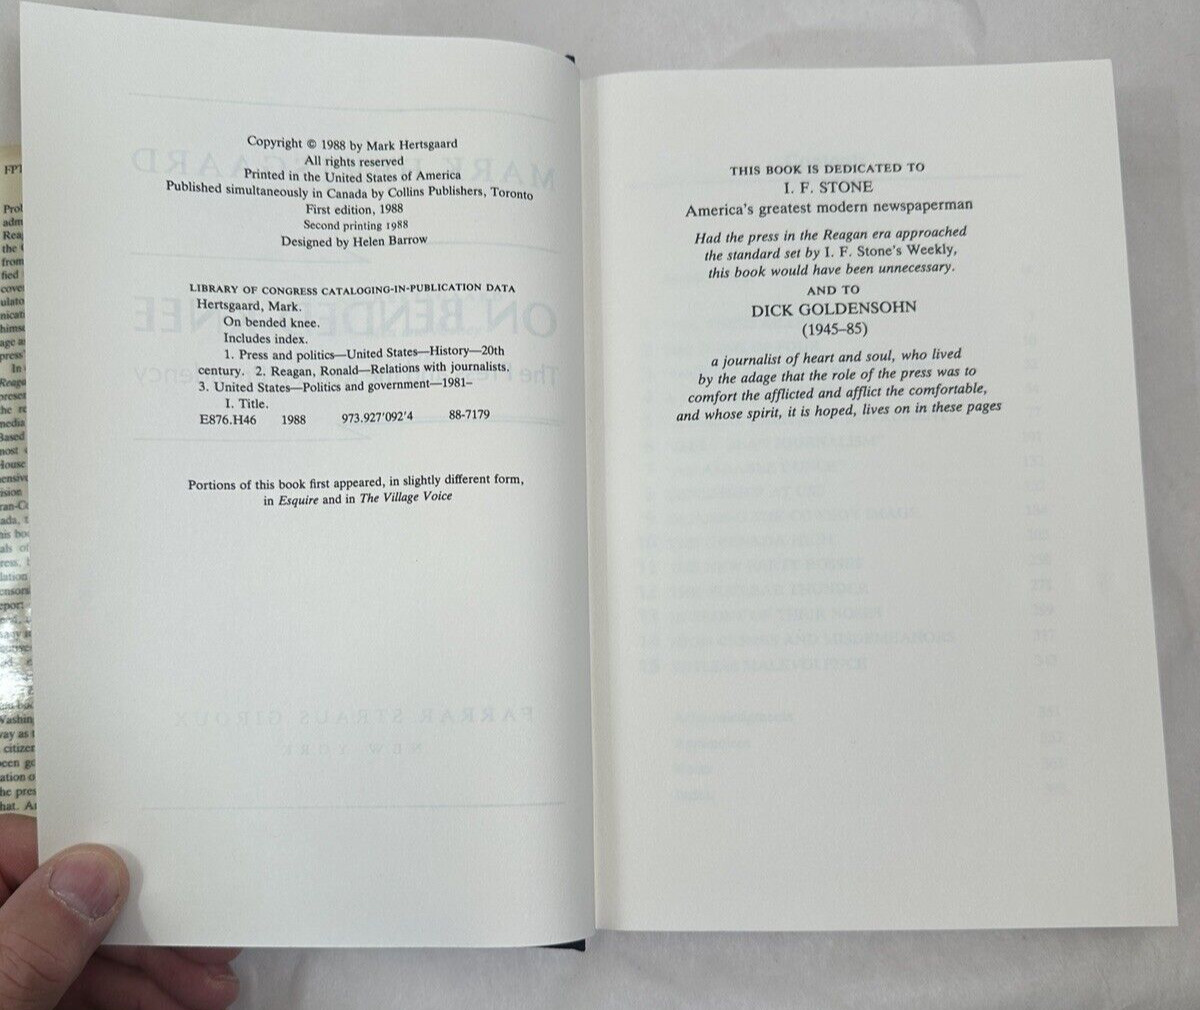 Copyright © 1988 by Mark Hertsgaard
All rights reserved
Printed in the United States of America
Published simultaneously in Canada by Collins Publishers, Toronto
First edition, 1988
Second printing 1988
Designed by Helen Barrow
LIBRARY OF CONGRESS CATALOGING-IN-PUBLICATION DATA
Hertsgaard, Mark.
On bended knee.
Includes index.
1. Press and politics—United States—History—20th
century. 2. Reagan, Ronald—Relations with journalists.
3. United States—Politics and government—1981–
I. Title.
E876.H46 1988 973.927'092'4 88-7179
Portions of this book first appeared, in slightly different form,
in Esquire and in The Village Voice
THIS BOOK IS DEDICATED TO
I. F. STONE
America's greatest modern newspaperman
Had the press in the Reagan era approached
the standard set by I. F. Stone's Weekly,
this book would have been unnecessary.
AND TO
DICK GOLDENSOHN
(1945–85)
a journalist of heart and soul, who lived
by the adage that the role of the press was to
comfort the afflicted and afflict the comfortable,
and whose spirit, it is hoped, lives on in these pages